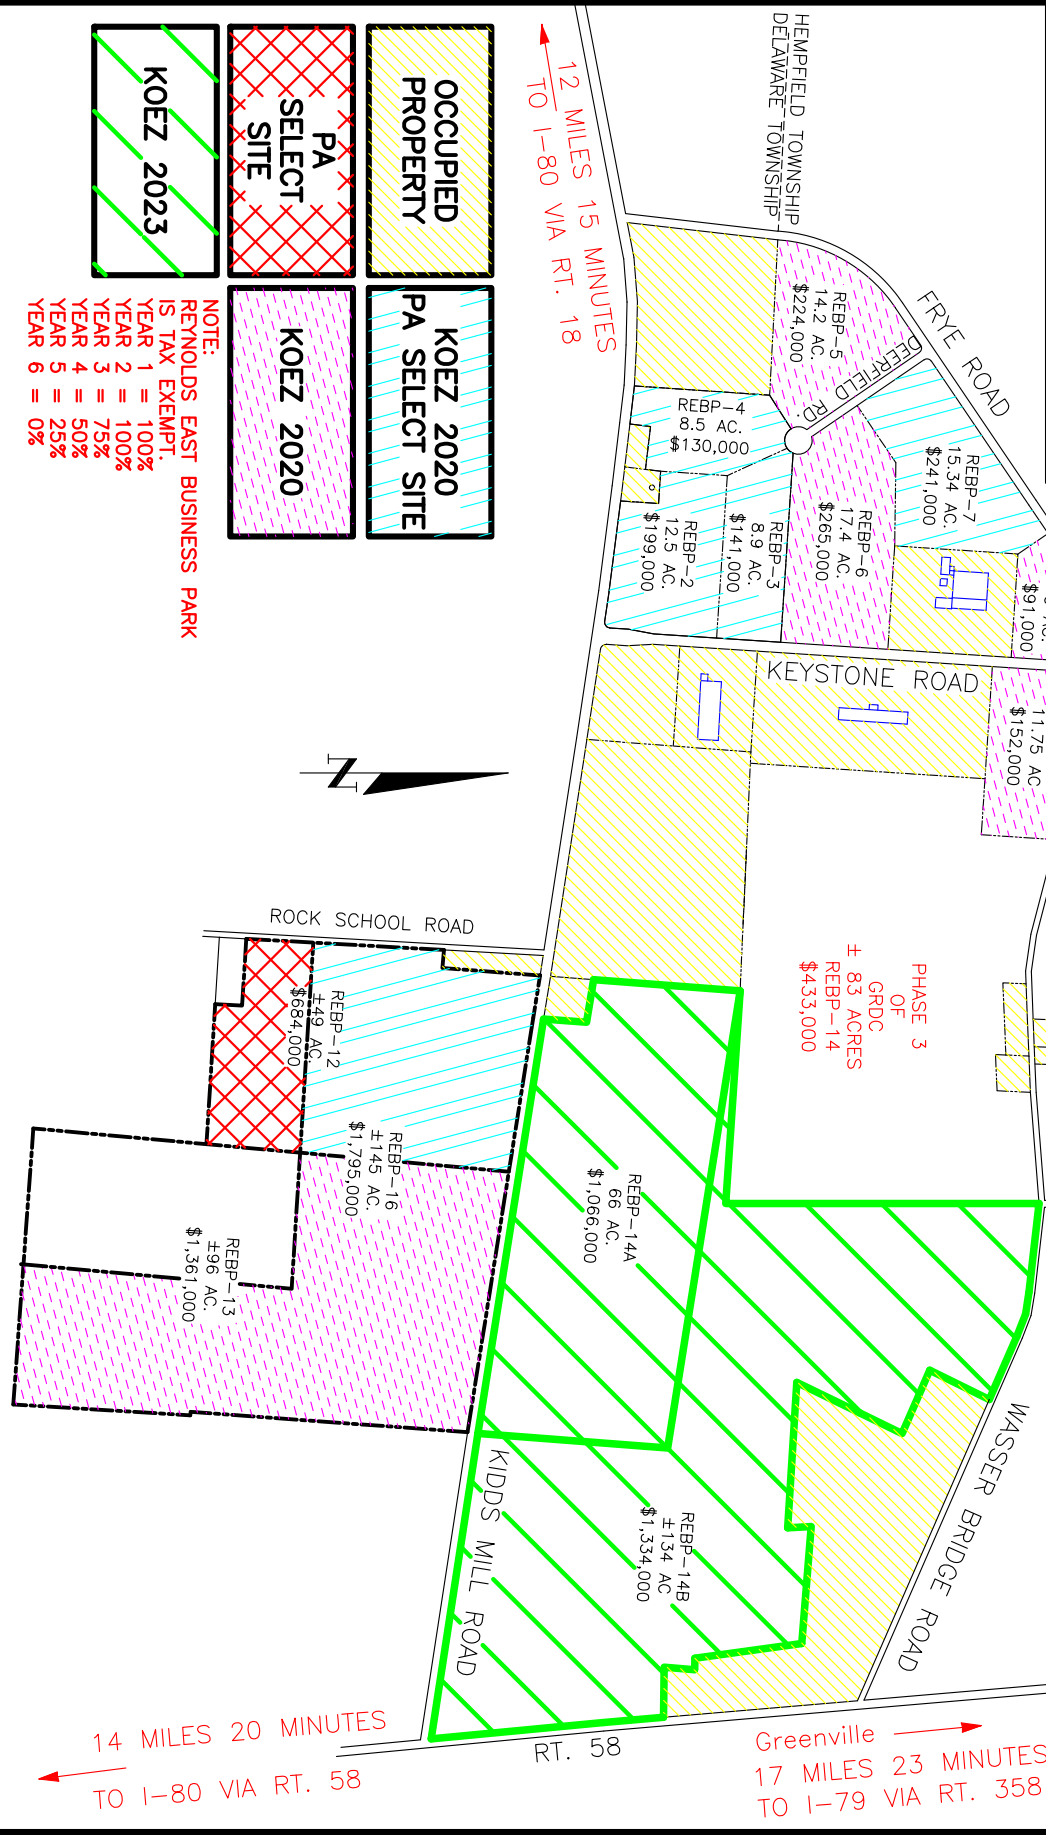 HEMPFIELD TOWNSHIP
DELAWARE TOWNSHIP
12 MILES 15 MINUTES
TO I-80 VIA RT. 18
OCCUPIED
PROPERTY
KOEZ 2020
PA SELECT SITE
PA
SELECT
SITE
KOEZ 2020
KOEZ 2023
NOTE:
REYNOLDS EAST BUSINESS PARK
IS TAX EXEMPT.
YEAR 1 = 100%
YEAR 2 = 100%
YEAR 3 = 75%
YEAR 4 = 50%
YEAR 5 = 25%
YEAR 6 = 0%
FRYE ROAD
DEERFIELD RD.
REBP-5
14.2 AC.
$224,000
REBP-4
8.5 AC.
$130,000
REBP-7
15.34 AC.
$241,000
REBP-6
17.4 AC.
$265,000
REBP-3
8.9 AC.
$141,000
REBP-2
12.5 AC.
$199,000
AC.
$91,000
KEYSTONE ROAD
11.75 AC
$152,000
N
PHASE 3
OF
GRDC
± 83 ACRES
REBP-14
$433,000
ROCK SCHOOL ROAD
REBP-12
±49 AC.
$684,000
REBP-16
±145 AC.
$1,795,000
REBP-13
±96 AC.
$1,361,000
REBP-14A
66 AC.
$1,066,000
REBP-14B
±134 AC
$1,334,000
WASSER BRIDGE ROAD
KIDDS MILL ROAD
RT. 58
14 MILES 20 MINUTES
TO I-80 VIA RT. 58
Greenville
17 MILES 23 MINUTES
TO I-79 VIA RT. 358